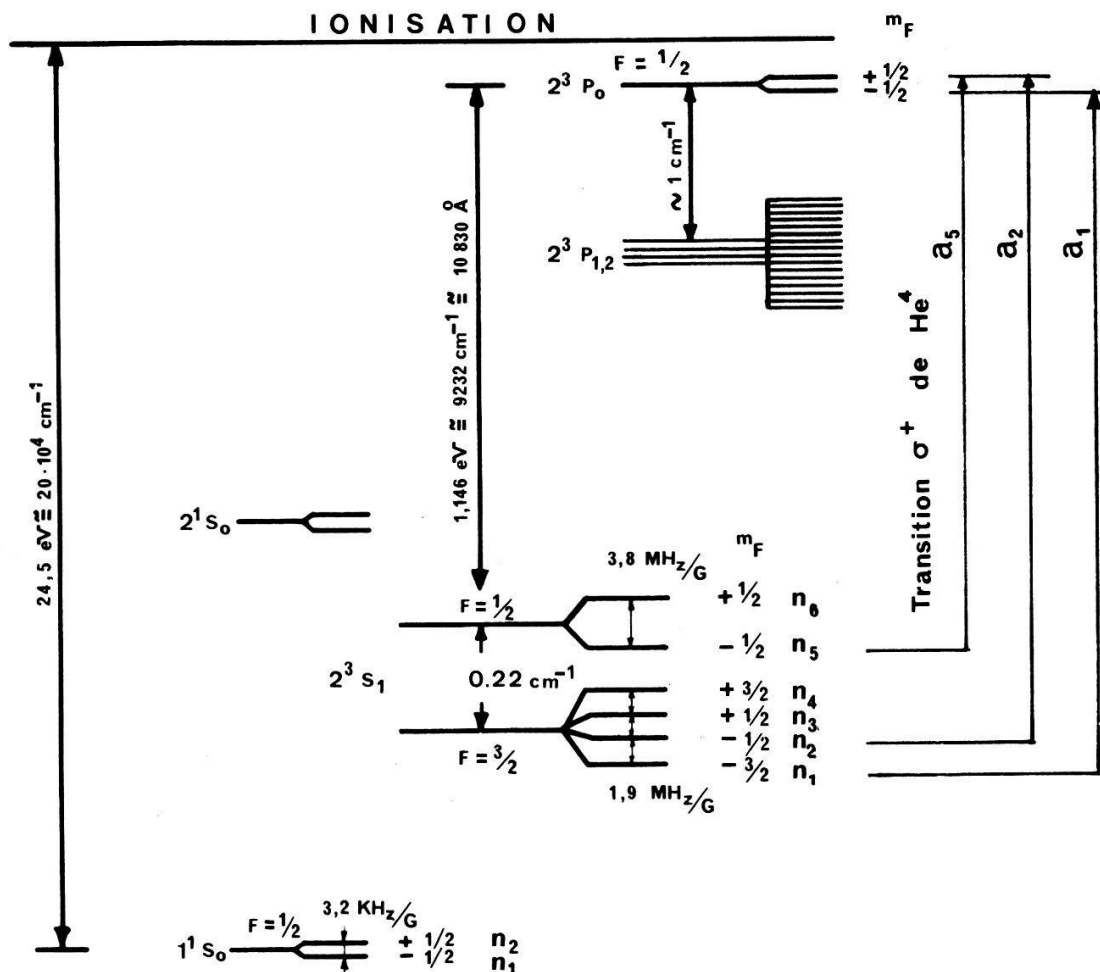 IONISATION
m_F
F = 1/2
2³ P₀
+ 1/2
− 1/2
~ 1 cm⁻¹
2³ P₁,₂
a₅
a₂
a₁
Transition σ⁺ de He⁴
24,5 eV ≅ 20·10⁴ cm⁻¹
1,146 eV ≅ 9232 cm⁻¹ ≅ 10 830 Å
2¹ S₀
m_F
3,8 MHz/G
F = 1/2
+ 1/2 n₆
− 1/2 n₅
2³ S₁
0.22 cm⁻¹
+ 3/2 n₄
+ 1/2 n₃
− 1/2 n₂
− 3/2 n₁
F = 3/2
1,9 MHz/G
3,2 KHz/G
F = 1/2
1¹ S₀
+ 1/2 n₂
− 1/2 n₁